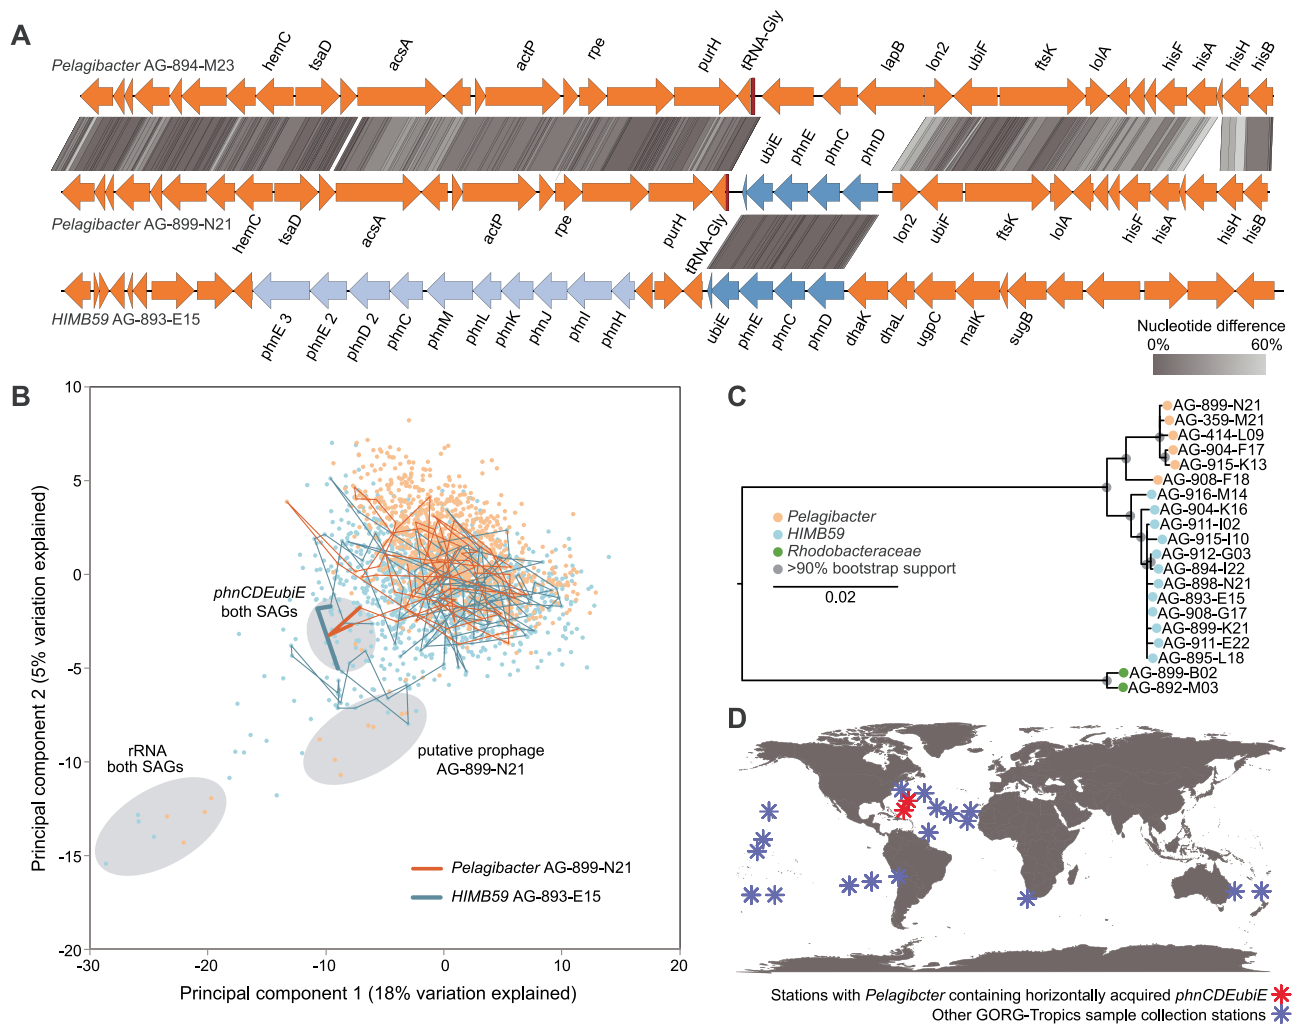 A
hemC
tsaD
acsA
actP
rpe
purH
tRNA-Gly
lapB
lon2
ubiF
ftsK
lolA
hisF
hisA
hisH
hisB
Pelagibacter AG-894-M23
ubiE
phnE
phnC
phnD
Pelagibacter AG-899-N21
hemC
tsaD
acsA
actP
rpe
purH
tRNA-Gly
lon2
ubiF
ftsK
lolA
hisF
hisA
hisH
hisB
HIMB59 AG-893-E15
phnE 3
phnE 2
phnD 2
phnC
phnM
phnL
phnK
phnJ
phnI
phnH
ubiE
phnE
phnC
phnD
dhaK
dhaL
ugpC
malK
sugB
Nucleotide difference
0% 60%
B
10
5
0
-5
-10
-15
-20
-30 -20 -10 0 10 20
Principal component 2 (5% variation explained)
Principal component 1 (18% variation explained)
phnCDEubiE
both SAGs
rRNA
both SAGs
putative prophage
AG-899-N21
Pelagibacter AG-899-N21
HIMB59 AG-893-E15
C
Pelagibacter
HIMB59
Rhodobacteraceae
>90% bootstrap support
0.02
AG-899-N21
AG-359-M21
AG-414-L09
AG-904-F17
AG-915-K13
AG-908-F18
AG-916-M14
AG-904-K16
AG-911-I02
AG-915-I10
AG-912-G03
AG-894-I22
AG-898-N21
AG-893-E15
AG-908-G17
AG-899-K21
AG-911-E22
AG-895-L18
AG-899-B02
AG-892-M03
D
Stations with Pelagibcter containing horizontally acquired phnCDEubiE
Other GORG-Tropics sample collection stations